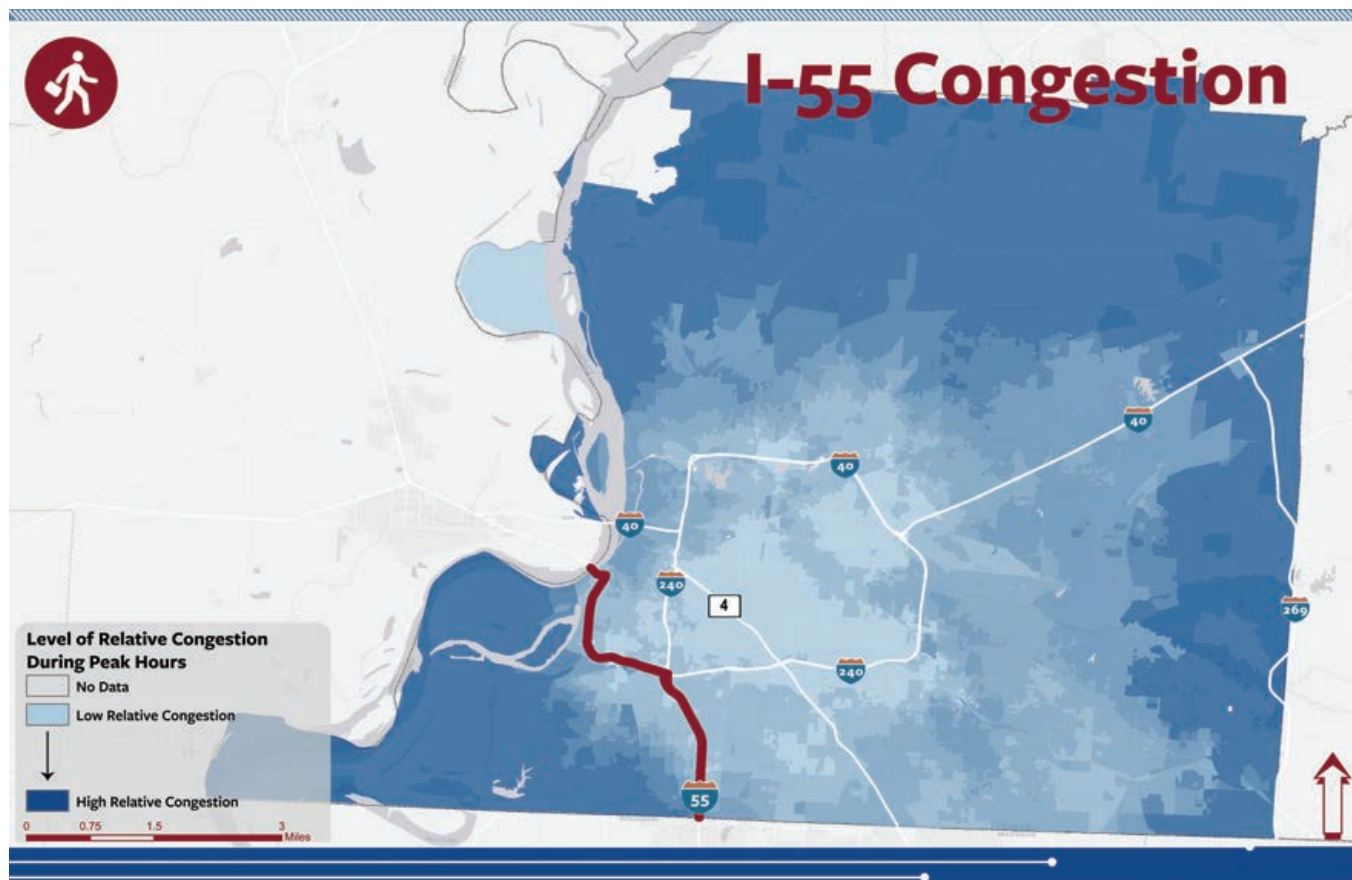 I-55 Congestion
40
40
40
240
4
269
240
55
Level of Relative Congestion
During Peak Hours
No Data
Low Relative Congestion
High Relative Congestion
0 0.75 1.5 3
Miles